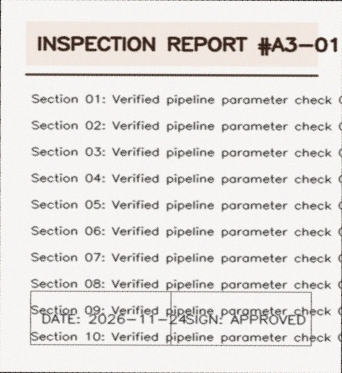 INSPECTION REPORT #A3-01
Section 01: Verified pipeline parameter check
Section 02: Verified pipeline parameter check
Section 03: Verified pipeline parameter check
Section 04: Verified pipeline parameter check
Section 05: Verified pipeline parameter check
Section 06: Verified pipeline parameter check
Section 07: Verified pipeline parameter check
Section 08: Verified pipeline parameter check
Section 09: Verified pipeline parameter check
DATE: 2026-11-24 SIGN: APPROVED
Section 10: Verified pipeline parameter check